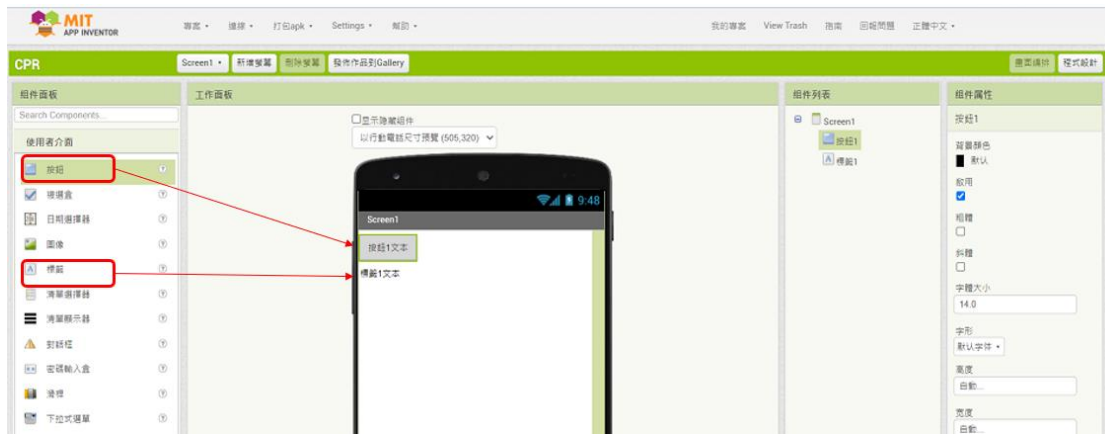 MIT
APP INVENTOR
專案
連線
打包apk
Settings
幫助
我的專案
View Trash
指南
回報問題
正體中文
CPR
Screen1
新增螢幕
刪除螢幕
發佈作品到Gallery
畫面編排
程式設計
组件面板
Search Components...
使用者介面
按鈕
複選盒
日期選擇器
圖像
標籤
清單選擇器
清單顯示器
對話框
密碼輸入盒
滑桿
下拉式選單
工作面板
显示隐藏组件
以行動電話尺寸預覽 (505,320)
9:48
Screen1
按鈕1文本
標籤1文本
组件列表
Screen1
按鈕1
標籤1
组件属性
按鈕1
背景顏色
默认
啟用
粗體
斜體
字體大小
14.0
字形
默认字体
高度
自動...
宽度
自動...